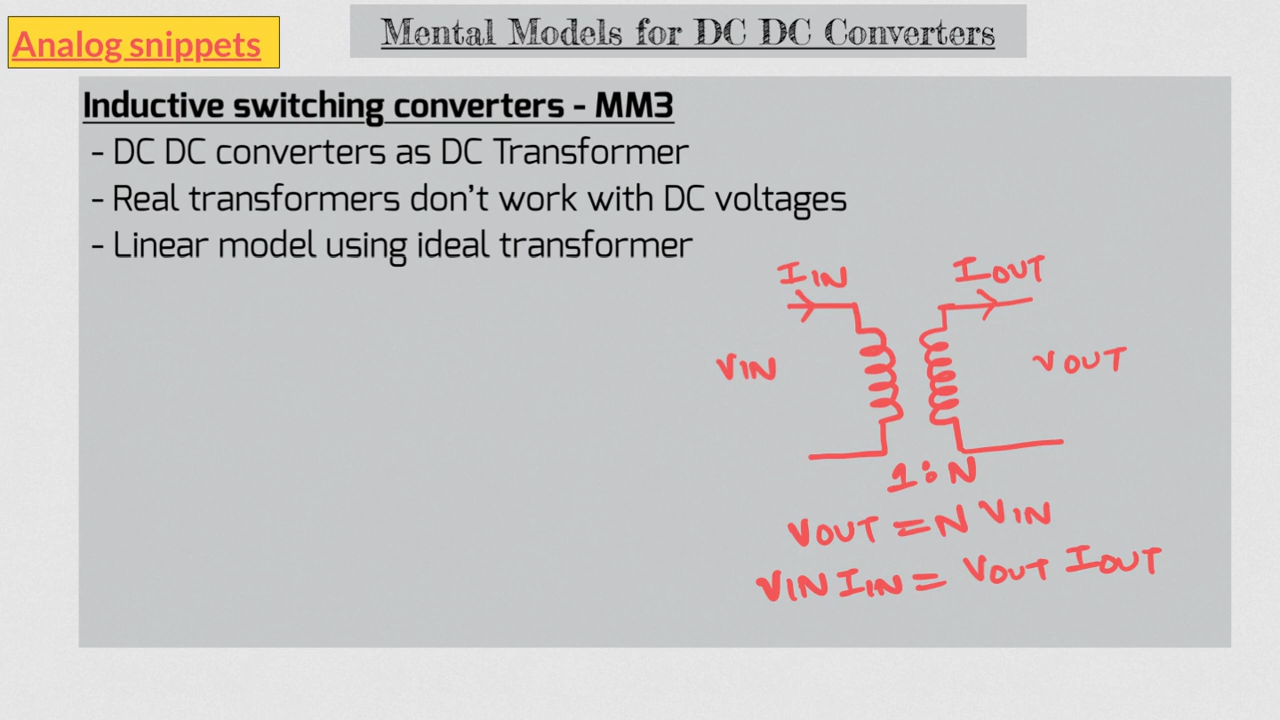 Analog snippets
Mental Models for DC DC Converters
Inductive switching converters - MM3
- DC DC converters as DC Transformer
- Real transformers don't work with DC voltages
- Linear model using ideal transformer
IIN IOUT
VIN VOUT
1:N
VOUT = N VIN
VIN IIN = VOUT IOUT